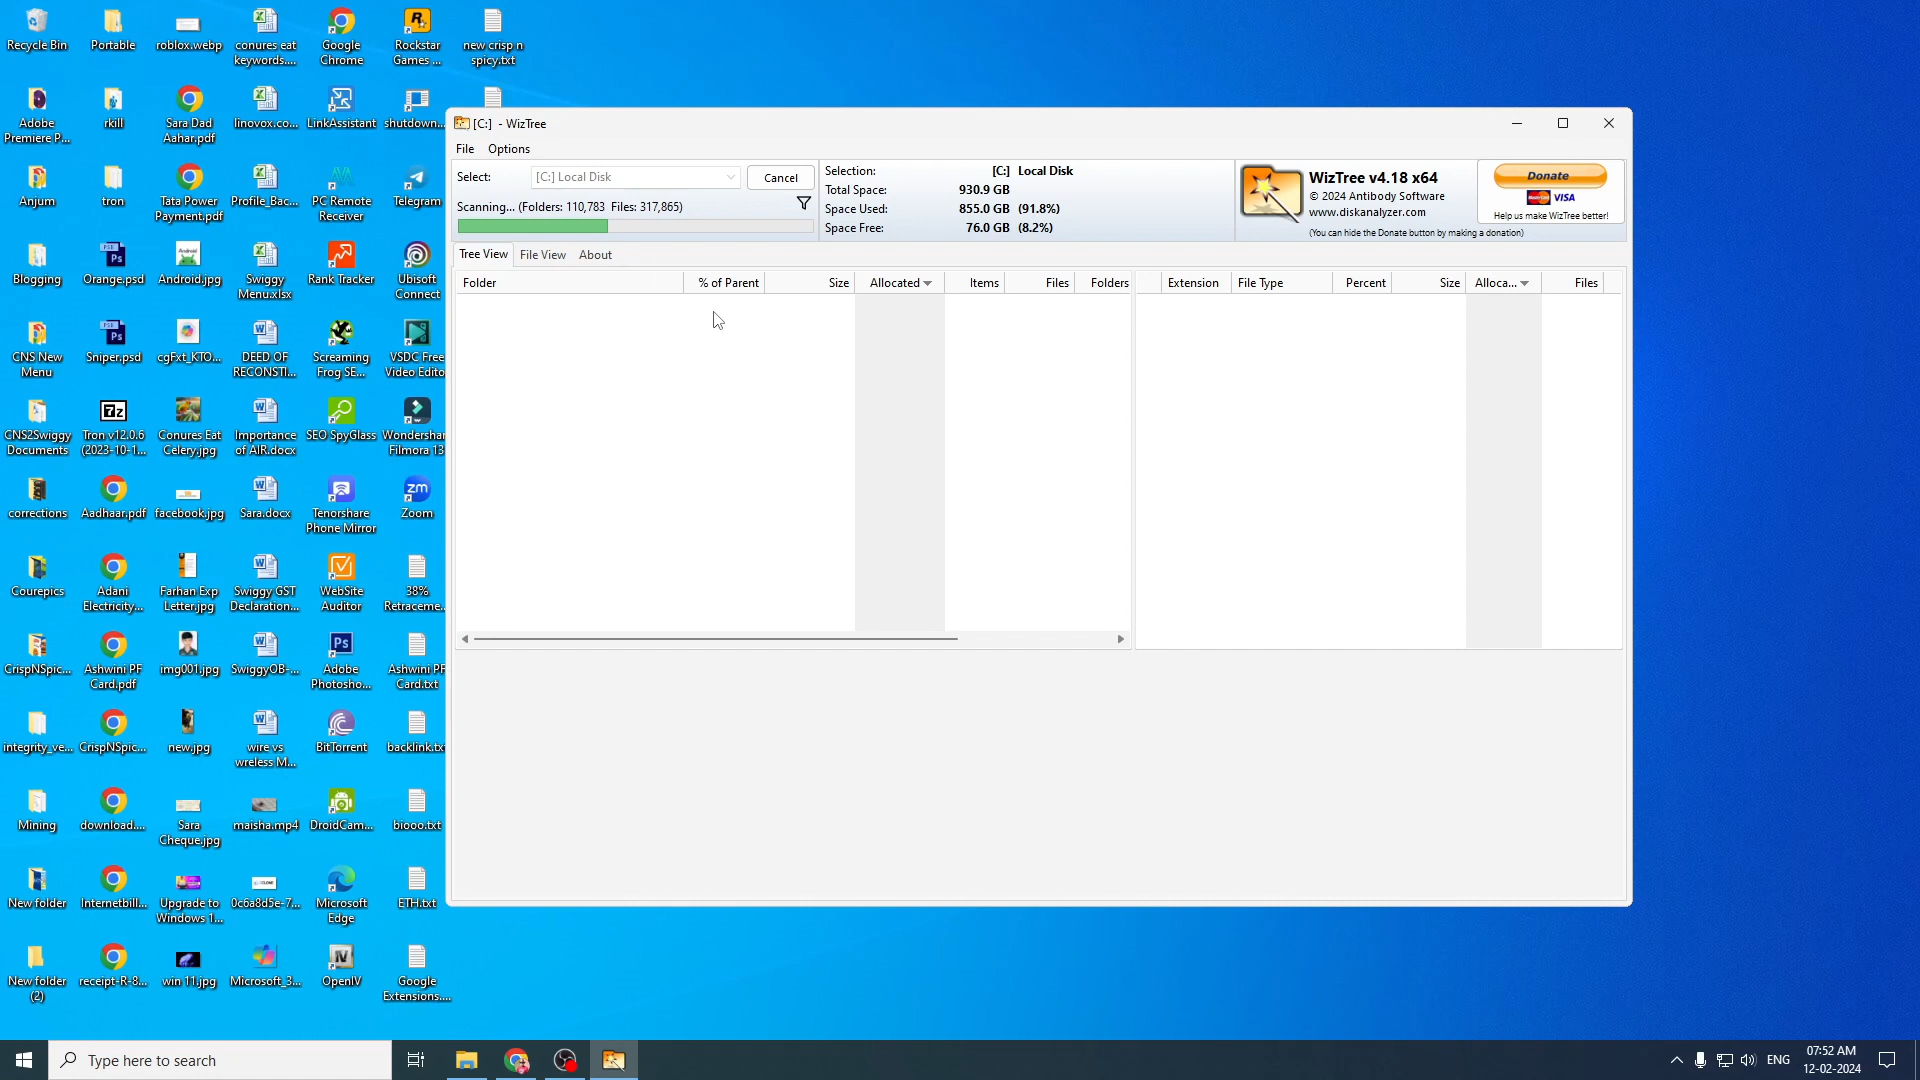 Recycle Bin
Portable
roblox.webp
conures eat
keywords....
Google
Chrome
Rockstar
Games ...
new crisp n
spicy.txt
Adobe
Premiere P...
rkill
Sara Dad
Aahar.pdf
linovox.co...
LinkAssistant
shutdown...
Anjum
tron
Tata Power
Payment.pdf
Profile_Bac...
PC Remote
Receiver
Telegram
Blogging
Orange.psd
Android.jpg
Swiggy
Menu.xlsx
Rank Tracker
Ubisoft
Connect
CNS New
Menu
Sniper.psd
cgFxt_KTO...
DEED OF
RECONSTI...
Screaming
Frog SE...
VSDC Free
Video Edito
CNS2Swiggy
Documents
Tron v12.0.6
(2023-10-1...
Conures Eat
Celery.jpg
Importance
of AIR.docx
SEO SpyGlass
Wondershar
Filmora 13
corrections
Aadhaar.pdf
facebook.jpg
Sara.docx
Tenorshare
Phone Mirror
Zoom
Courepics
Adani
Electricity...
Farhan Exp
Letter.jpg
Swiggy GST
Declaration...
WebSite
Auditor
38%
Retraceme...
CrispNSpic...
Ashwini PF
Card.pdf
img001.jpg
SwiggyOB-...
Adobe
Photosho...
Ashwini PF
Card.txt
integrity_ve...
CrispNSpic...
new.jpg
wire vs
wreless M...
BitTorrent
backlink.tx
Mining
download....
Sara
Cheque.jpg
maisha.mp4
DroidCam...
biooo.txt
New folder
Internetbill...
Upgrade to
Windows 1...
0c6a8d5e-7...
Microsoft
Edge
ETH.txt
New folder
(2)
receipt-R-8...
win 11.jpg
Microsoft_3...
OpenIV
Google
Extensions....
[C:] - WizTree
File Options
Select: [C:] Local Disk Cancel
Scanning... (Folders: 110,783 Files: 317,865)
Selection: [C:] Local Disk
Total Space: 930.9 GB
Space Used: 855.0 GB (91.8%)
Space Free: 76.0 GB (8.2%)
WizTree v4.18 x64
© 2024 Antibody Software
www.diskanalyzer.com
(You can hide the Donate button by making a donation)
Donate
MasterCard VISA
Help us make WizTree better!
Tree View File View About
Folder % of Parent Size Allocated Items Files Folders
Extension File Type Percent Size Alloca... Files
Type here to search
ENG
07:52 AM
12-02-2024